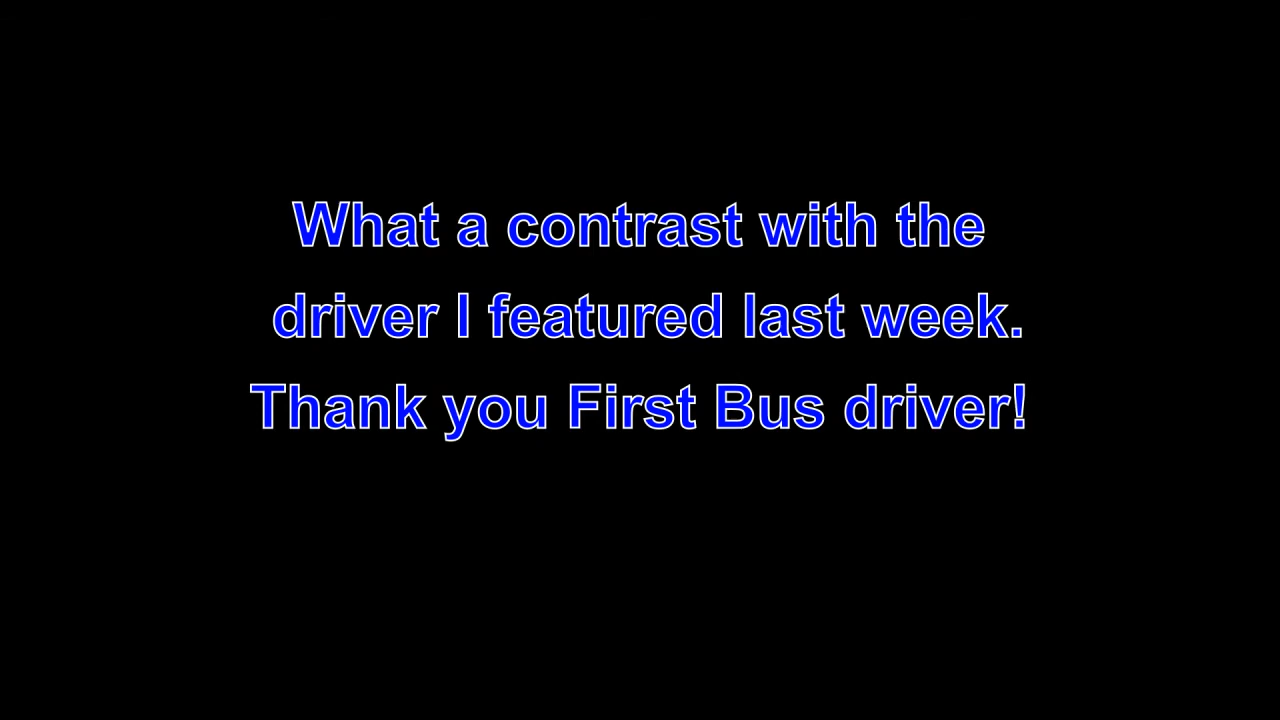 What a contrast with the
driver I featured last week.
Thank you First Bus driver!